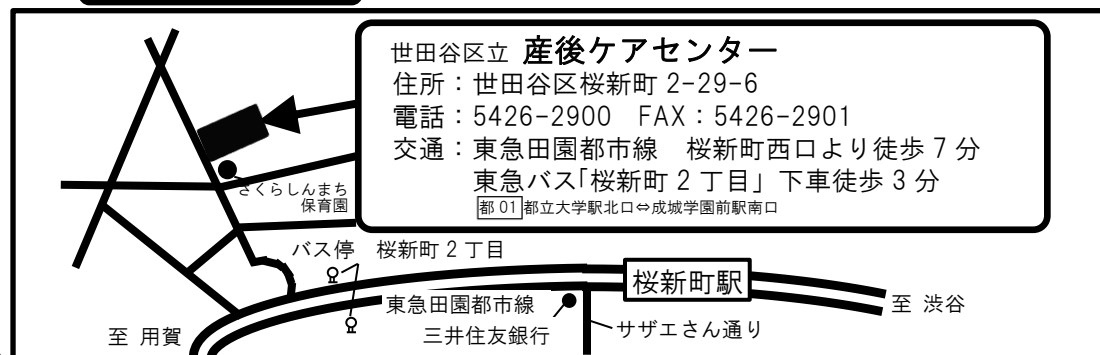 世田谷区立 産後ケアセンター
住所：世田谷区桜新町 2-29-6
電話：5426-2900 FAX：5426-2901
交通：東急田園都市線 桜新町西口より徒歩 7 分
東急バス｢桜新町 2 丁目」下車徒歩 3 分
都 01 都立大学駅北口⇔成城学園前駅南口
さくらしんまち
保育園
バス停 桜新町 2 丁目
桜新町駅
東急田園都市線
至 渋谷
三井住友銀行
サザエさん通り
至 用賀